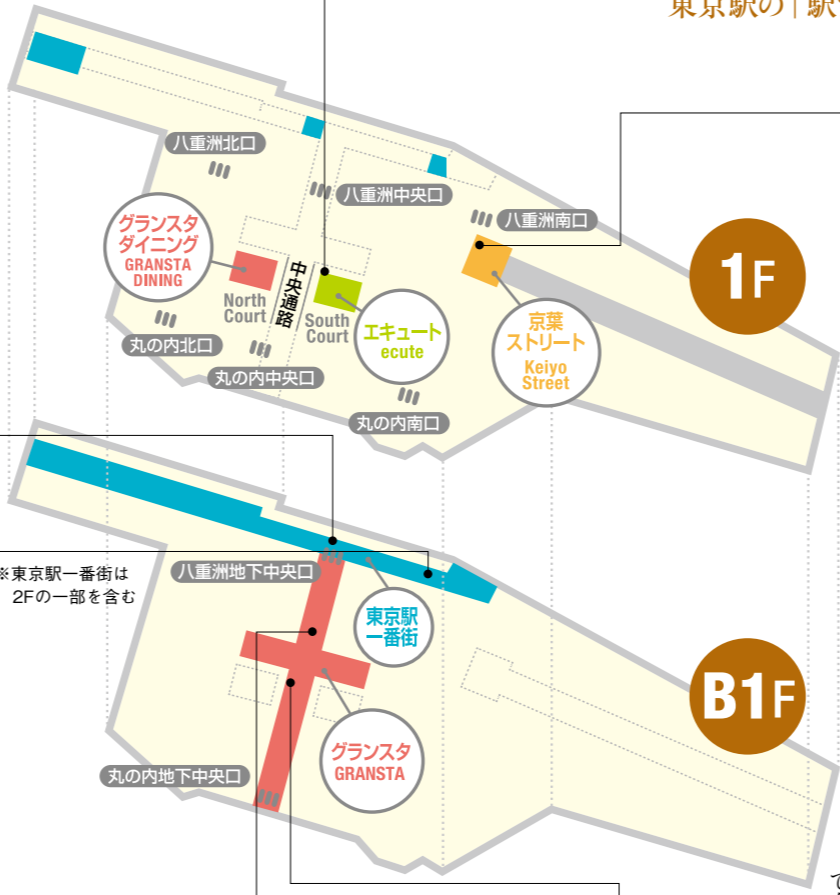 東京駅の「駅
八重洲北口
八重洲中央口
八重洲南口
グランスタ
ダイニング
GRANSTA
DINING
North
Court
中央通路
South
Court
エキュート
ecute
京葉
ストリート
Keiyo
Street
1F
丸の内北口
丸の内中央口
丸の内南口
※東京駅一番街は
2Fの一部を含む
八重洲地下中央口
東京駅
一番街
B1F
グランスタ
GRANSTA
丸の内地下中央口